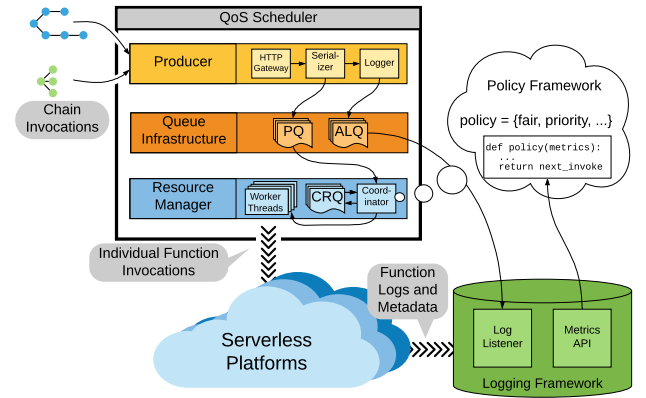 QoS Scheduler
Producer
HTTP
Gateway
Serial-
izer
Logger
Chain
Invocations
Queue
Infrastructure
PQ
ALQ
Resource
Manager
Worker
Threads
CRQ
Coord-
inator
Policy Framework
policy = {fair, priority, ...}
def policy(metrics):
...
return next_invoke
Individual Function
Invocations
Function
Logs and
Metadata
Serverless
Platforms
Log
Listener
Metrics
API
Logging Framework